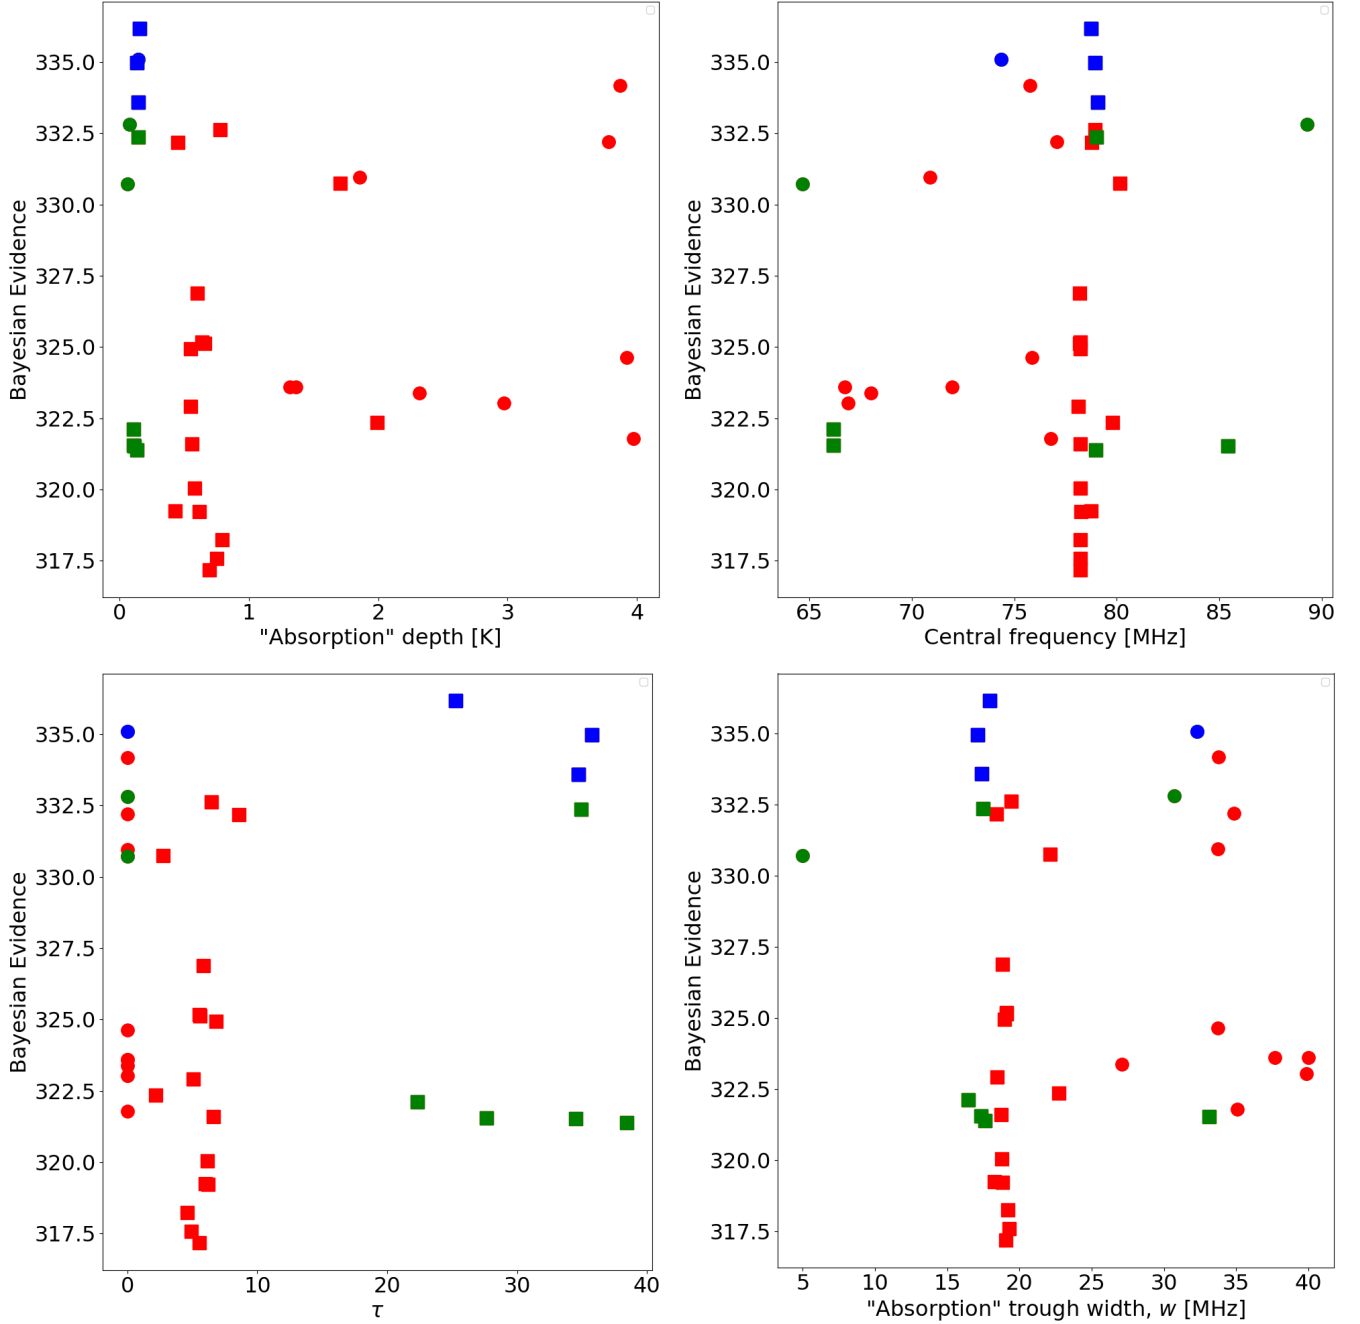 335.0
332.5
330.0
327.5
325.0
322.5
320.0
317.5
Bayesian Evidence
0 1 2 3 4
"Absorption" depth [K]
335.0
332.5
330.0
327.5
325.0
322.5
320.0
317.5
Bayesian Evidence
65 70 75 80 85 90
Central frequency [MHz]
335.0
332.5
330.0
327.5
325.0
322.5
320.0
317.5
Bayesian Evidence
0 10 20 30 40
τ
335.0
332.5
330.0
327.5
325.0
322.5
320.0
317.5
Bayesian Evidence
5 10 15 20 25 30 35 40
"Absorption" trough width, w [MHz]